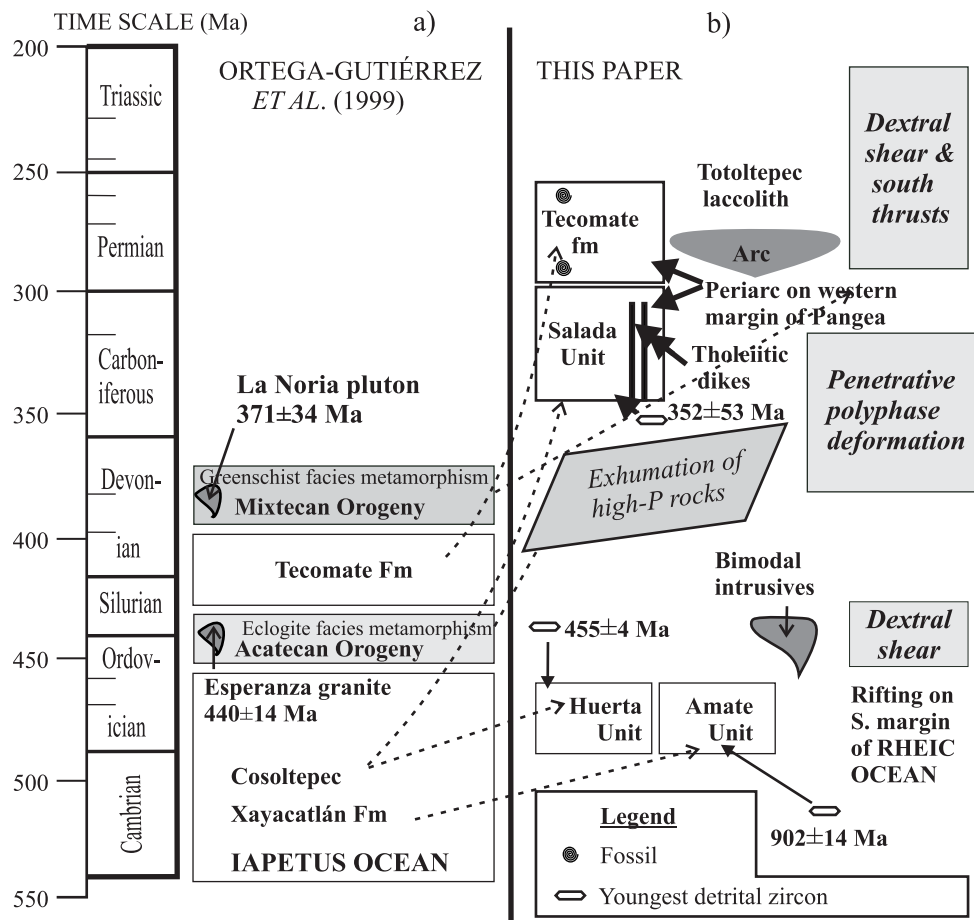 TIME SCALE (Ma)
a)
b)
200
250
300
350
400
450
500
550
Triassic
Permian
Carbon-
iferous
Devon-
ian
Silurian
Ordov-
ician
Cambrian
ORTEGA-GUTIÉRREZ
ET AL. (1999)
La Noria pluton
371±34 Ma
Greenschist facies metamorphism
Mixtecan Orogeny
Tecomate Fm
Eclogite facies metamorphism
Acatecan Orogeny
Esperanza granite
440±14 Ma
Cosoltepec
Xayacatlán Fm
IAPETUS OCEAN
THIS PAPER
Dextral
shear &
south
thrusts
Totoltepec
laccolith
Tecomate
fm
Arc
Periarc on western
margin of Pangea
Salada
Unit
Tholeiitic
dikes
352±53 Ma
Penetrative
polyphase
deformation
Exhumation of
high-P rocks
Bimodal
intrusives
455±4 Ma
Dextral
shear
Huerta
Unit
Amate
Unit
Rifting on
S. margin
of RHEIC
OCEAN
902±14 Ma
Legend
Fossil
Youngest detrital zircon